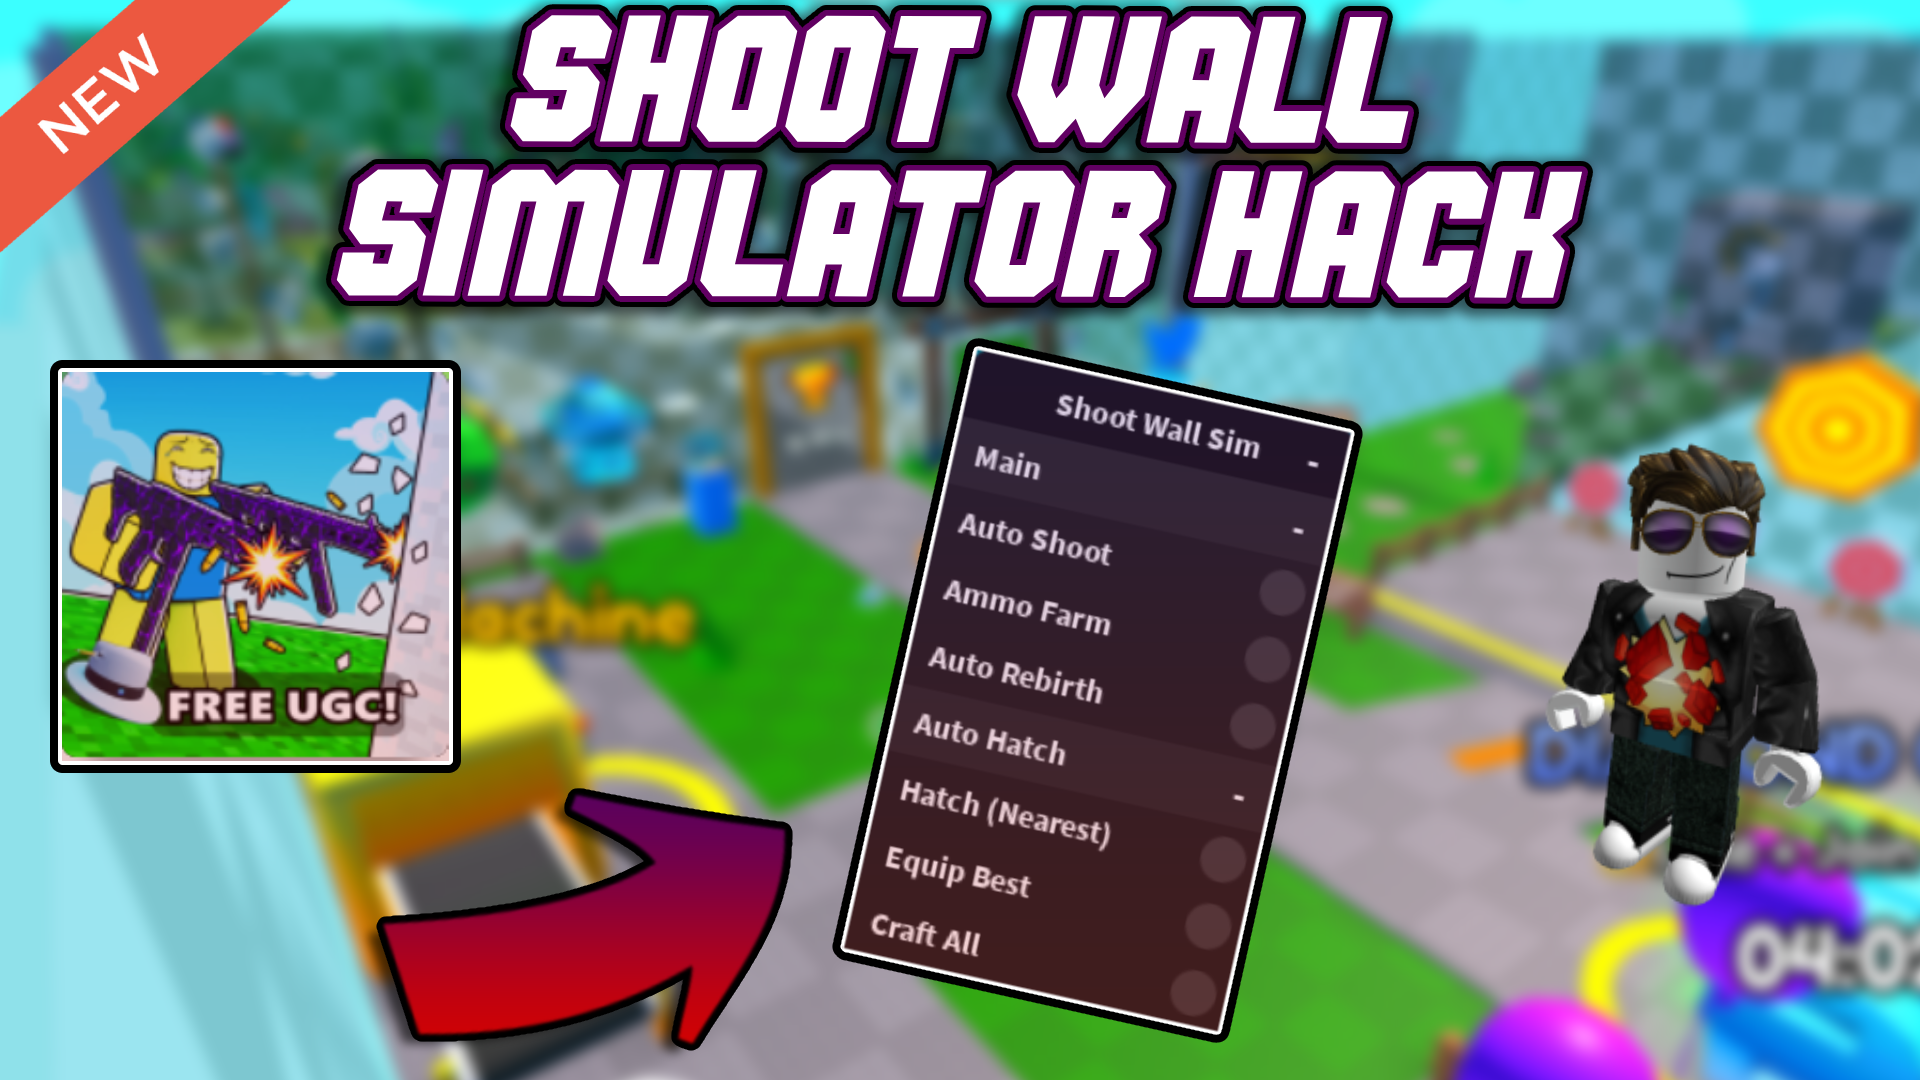 NEW
SHOOT WALL
SIMULATOR HACK
FREE UGC!
Shoot Wall Sim -
Main -
Auto Shoot
Ammo Farm
Auto Rebirth
Auto Hatch -
Hatch (Nearest)
Equip Best
Craft All